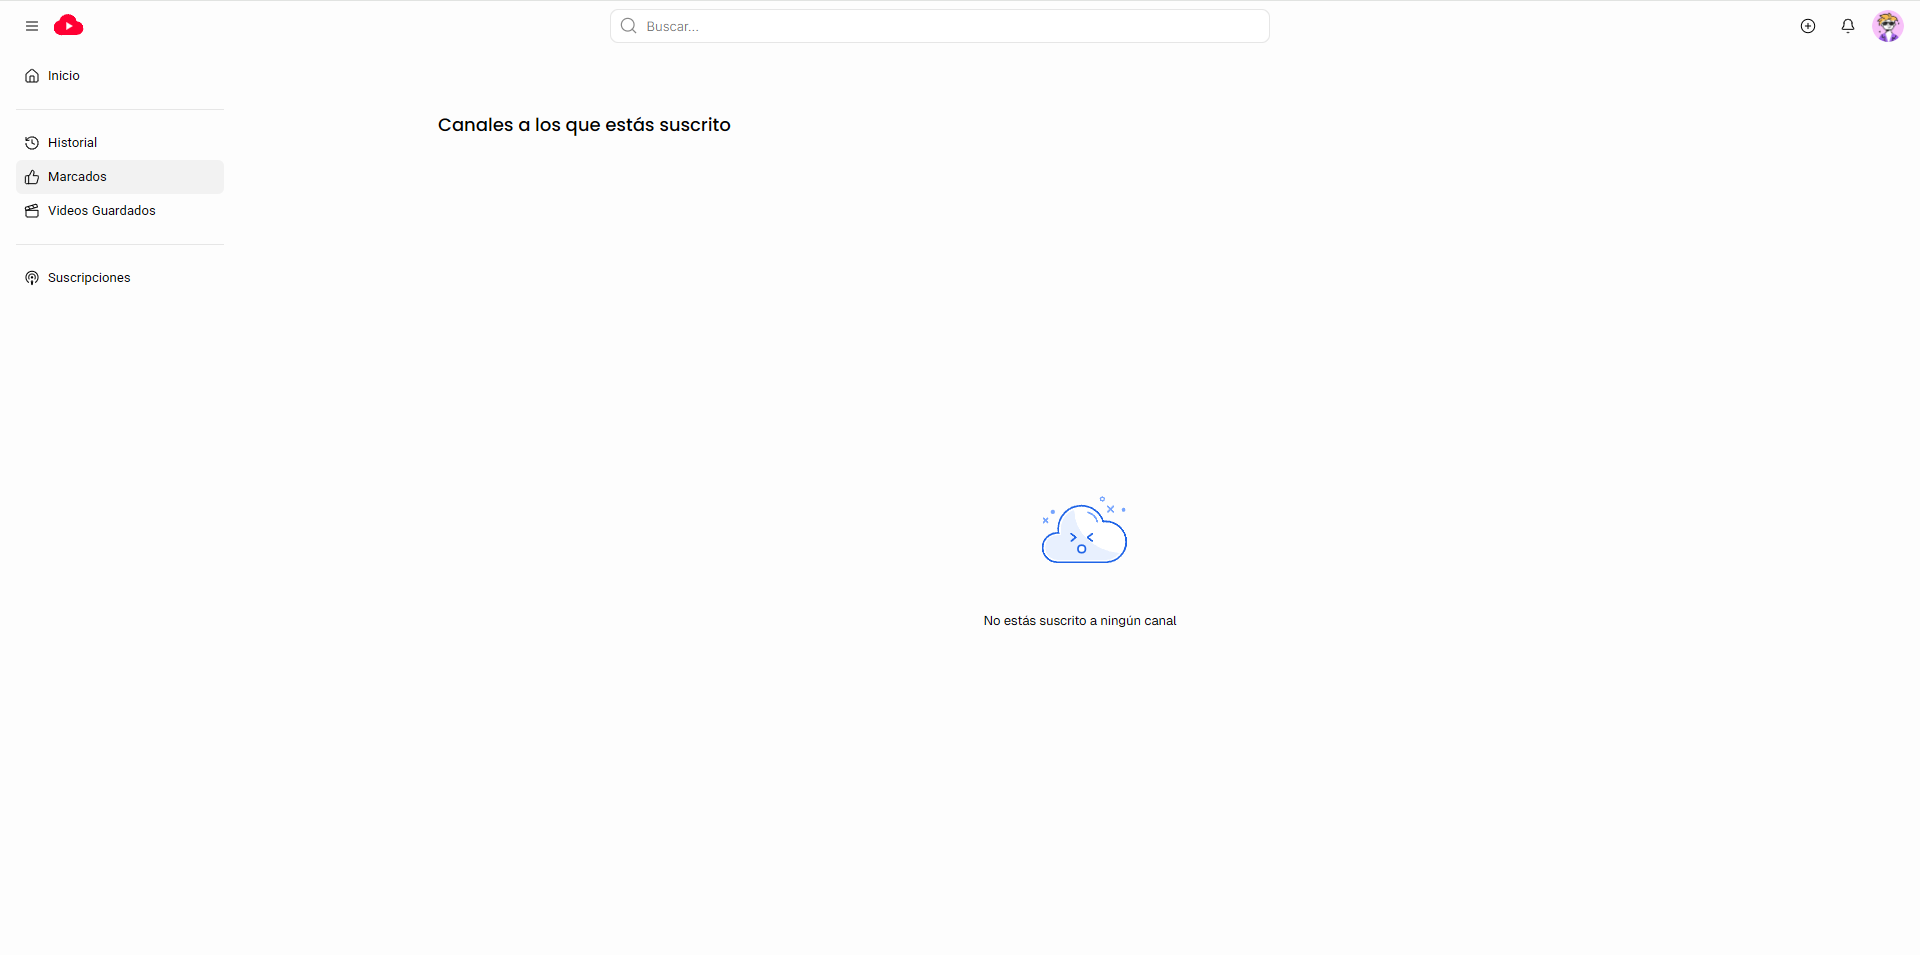 Buscar...
Inicio
Historial
Marcados
Videos Guardados
Suscripciones
Canales a los que estás suscrito
No estás suscrito a ningún canal